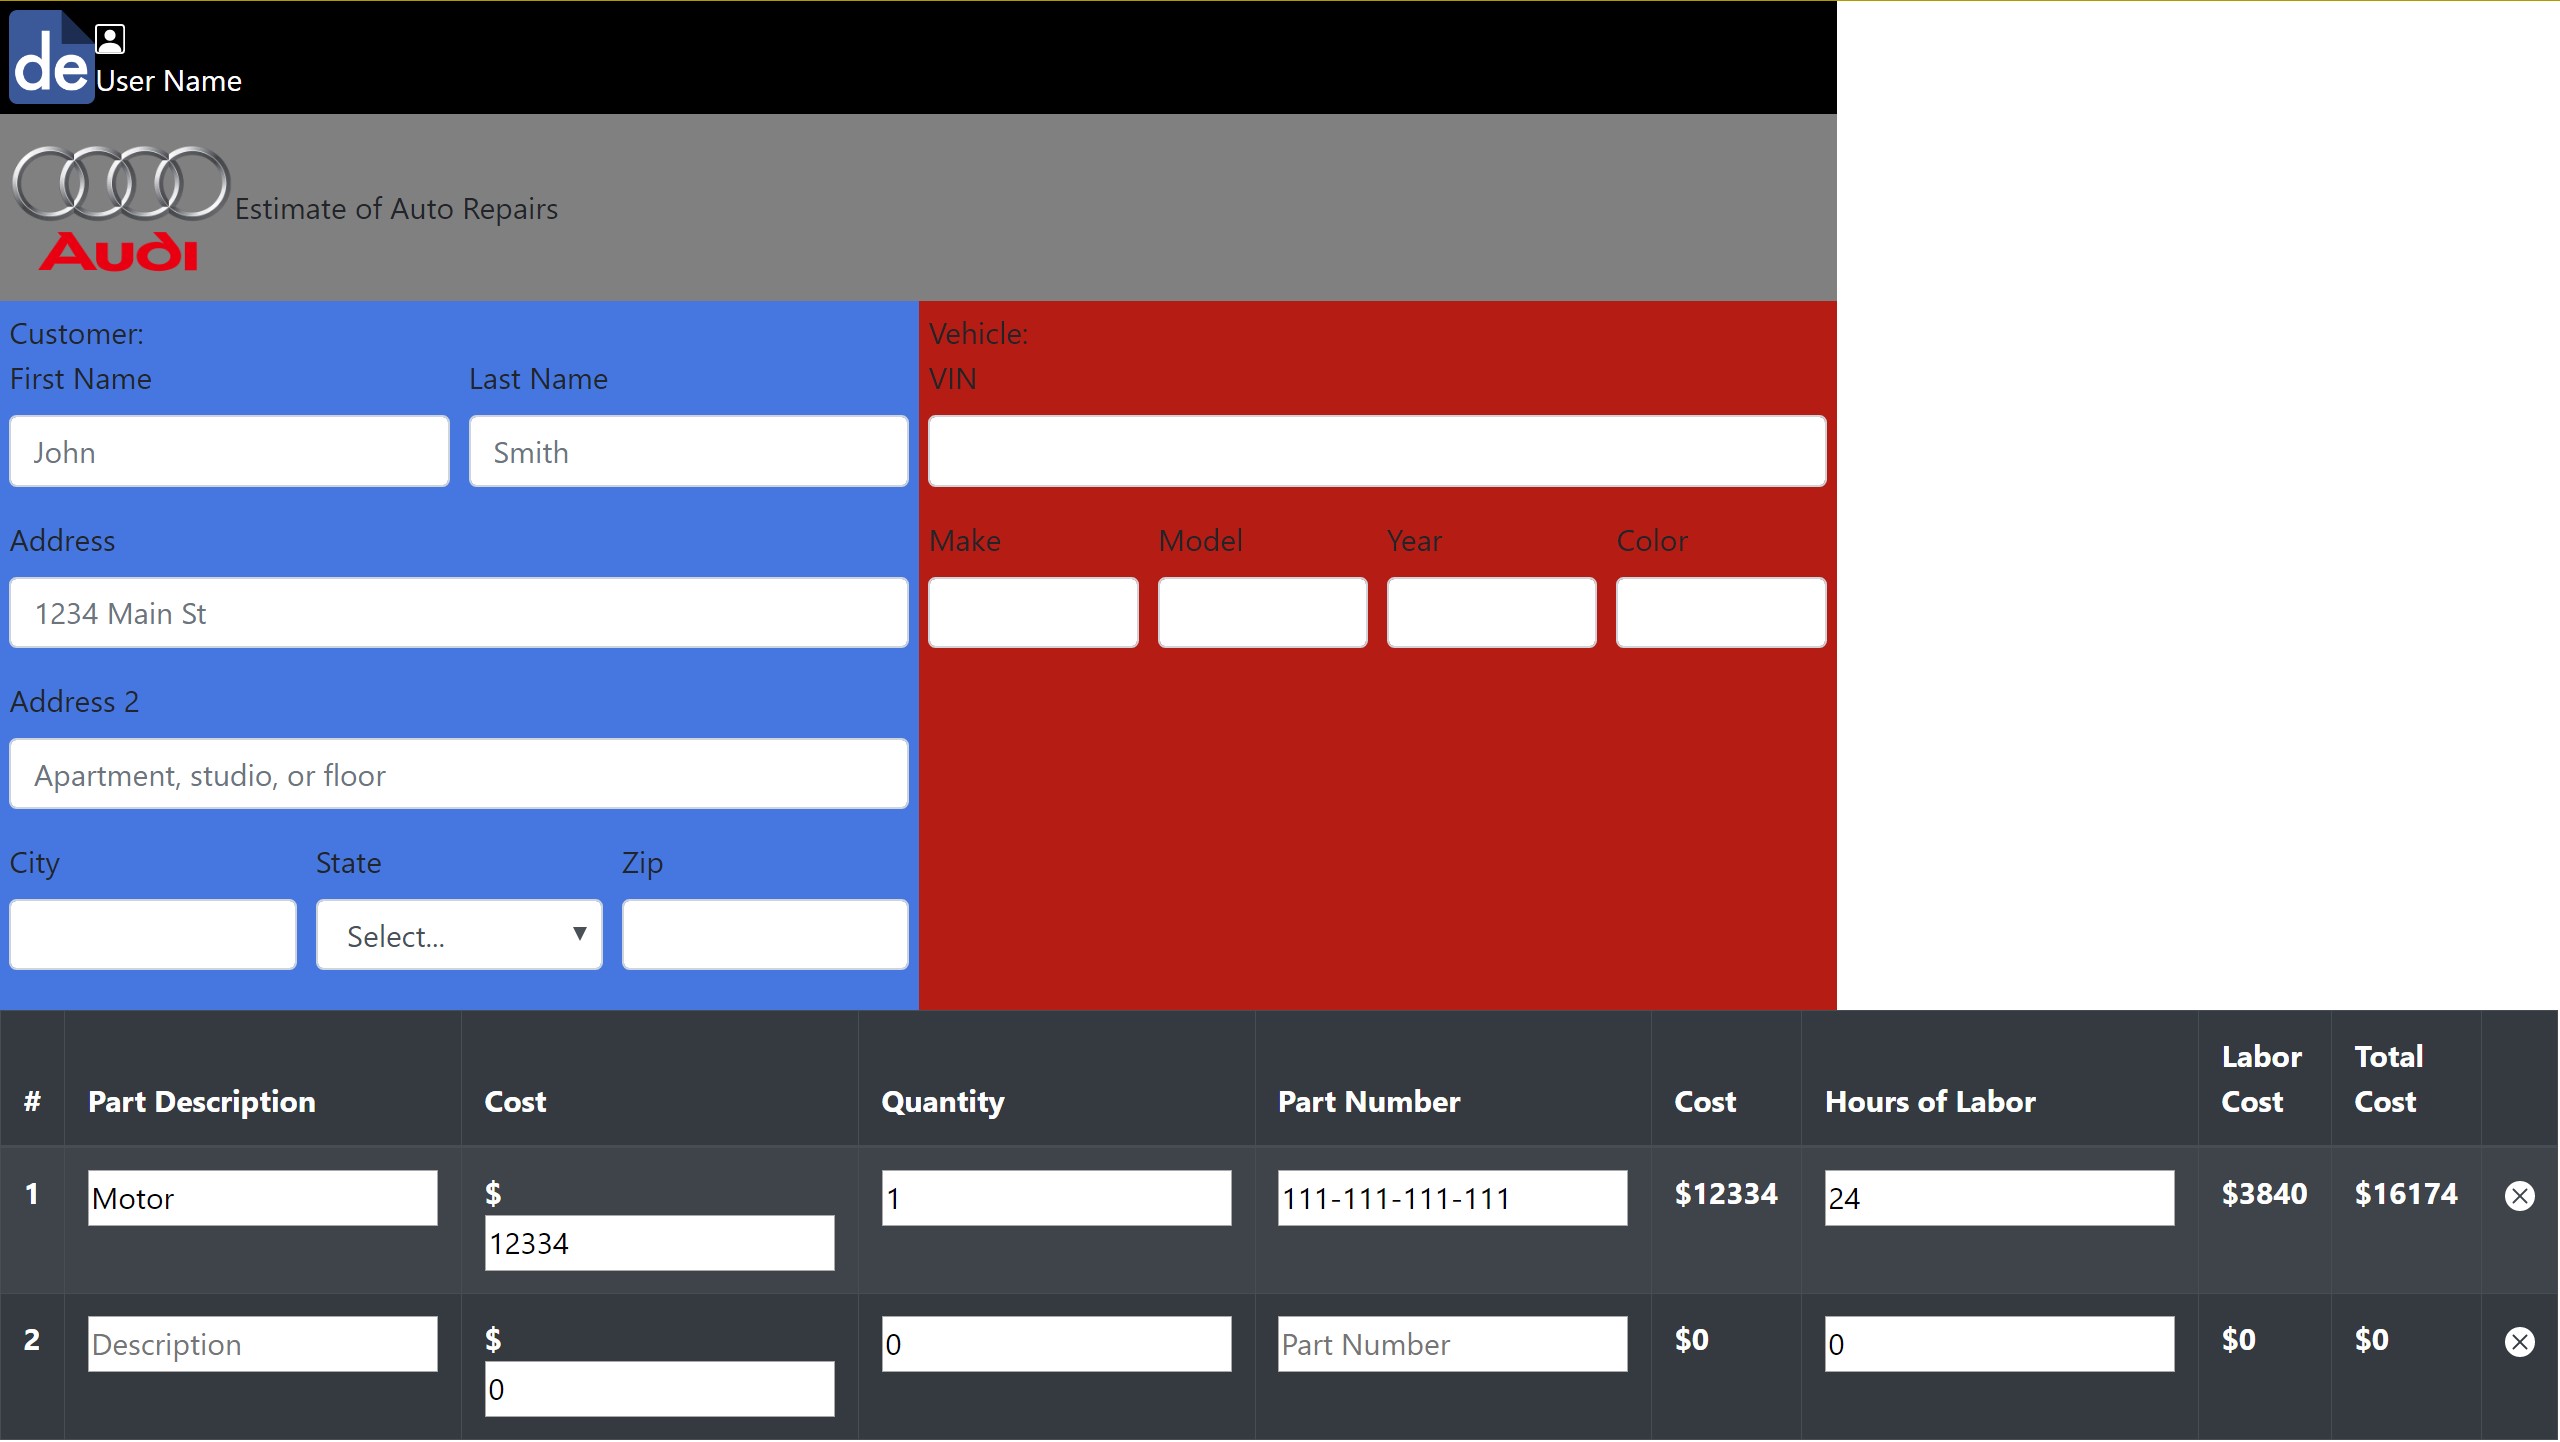 de
User Name
Estimate of Auto Repairs
Audi
Customer:
First Name Last Name
John Smith
Address
1234 Main St
Address 2
Apartment, studio, or floor
City State Zip
Select...
Vehicle:
VIN
Make Model Year Color
# Part Description Cost Quantity Part Number Cost Hours of Labor Labor Cost Total Cost
1 Motor $ 12334 1 111-111-111-111 $12334 24 $3840 $16174
2 Description $ 0 0 Part Number $0 0 $0 $0